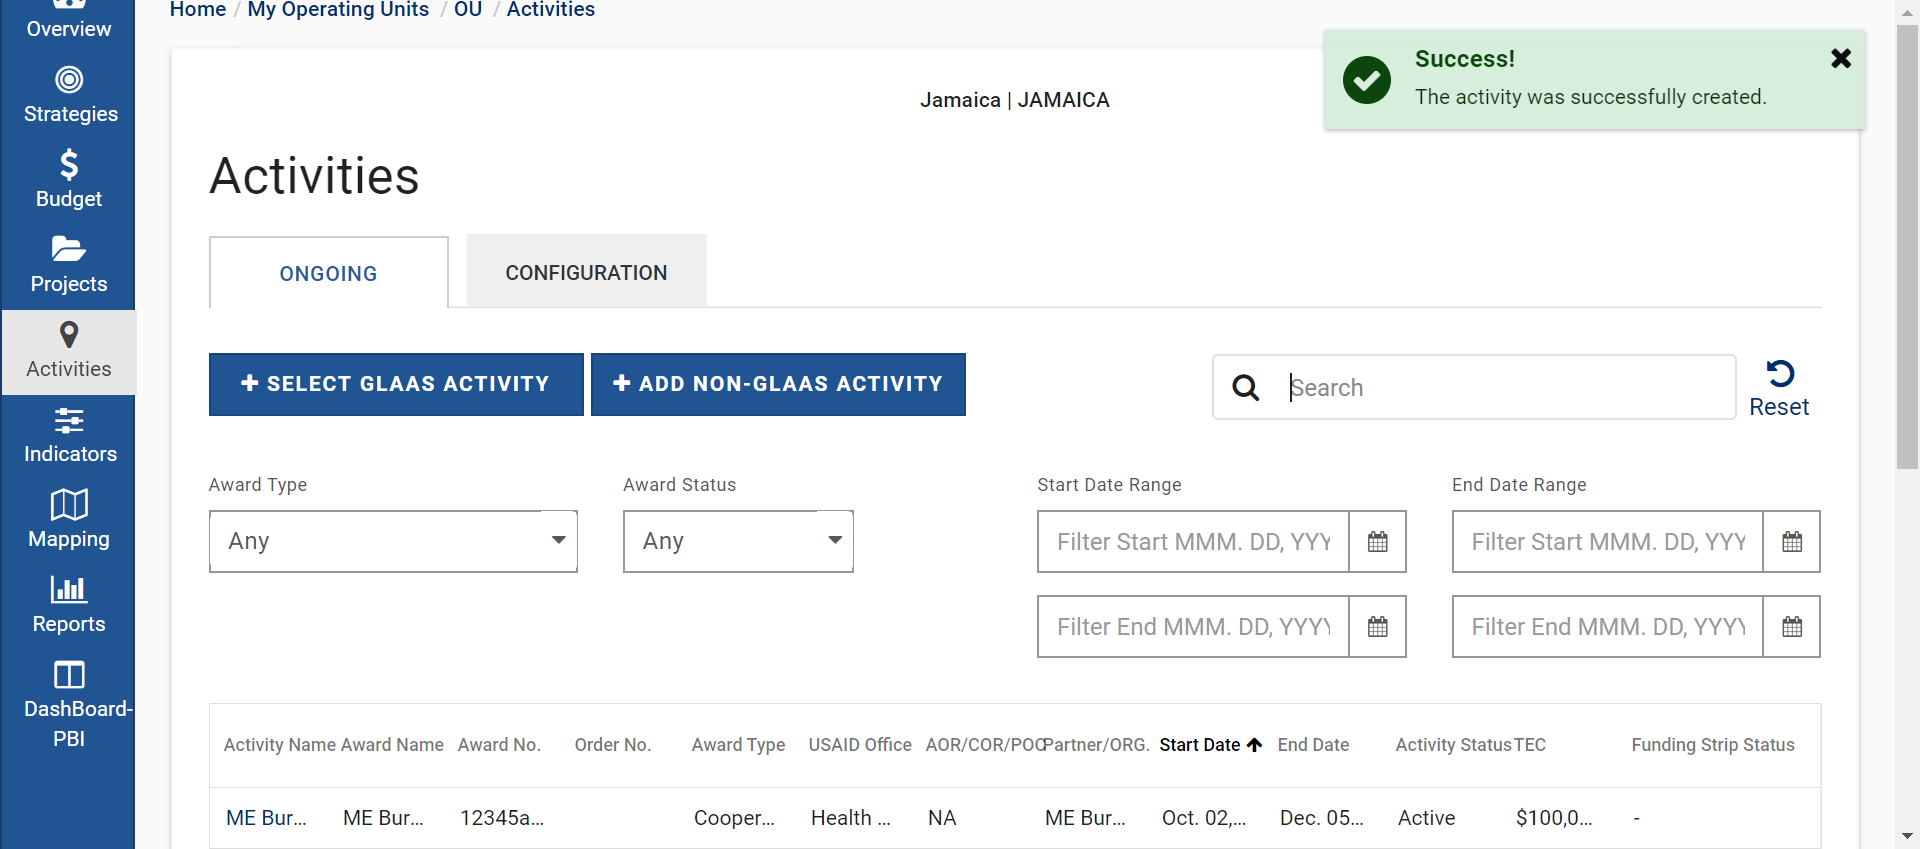 Home / My Operating Units / OU / Activities
Success!
The activity was successfully created.
Overview
Strategies
Budget
Projects
Activities
Indicators
Mapping
Reports
DashBoard-
PBI
Jamaica | JAMAICA
Activities
ONGOING
CONFIGURATION
SELECT GLAAS ACTIVITY
ADD NON-GLAAS ACTIVITY
Search
Reset
Award Type
Award Status
Start Date Range
End Date Range
Any
Any
Filter Start MMM. DD, YYY
Filter Start MMM. DD, YYY
Filter End MMM. DD, YYYY
Filter End MMM. DD, YYYY
Activity Name Award Name Award No. Order No. Award Type USAID Office AOR/COR/POC Partner/ORG. Start Date End Date Activity Status TEC Funding Strip Status
ME Bur... ME Bur... 12345a... Cooper... Health ... NA ME Bur... Oct. 02,... Dec. 05... Active $100,0... -